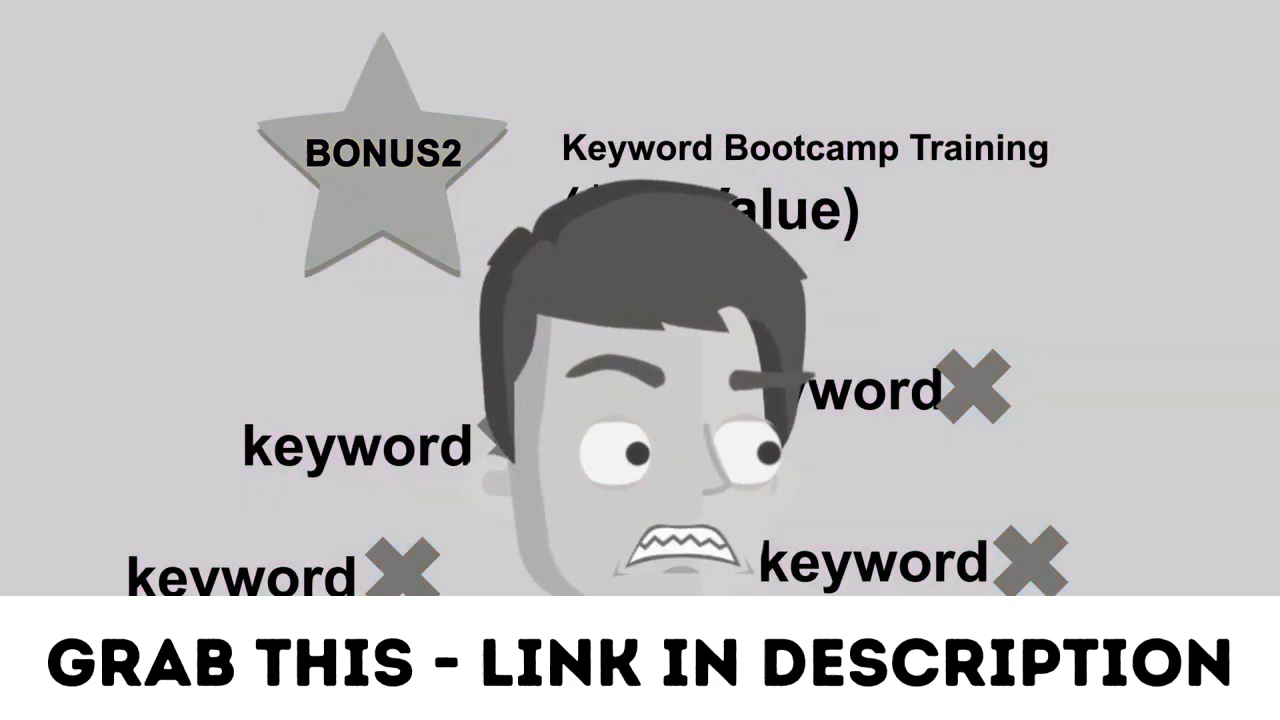 BONUS2
Keyword Bootcamp Training
keyword
keyword
keyword
GRAB THIS - LINK IN DESCRIPTION